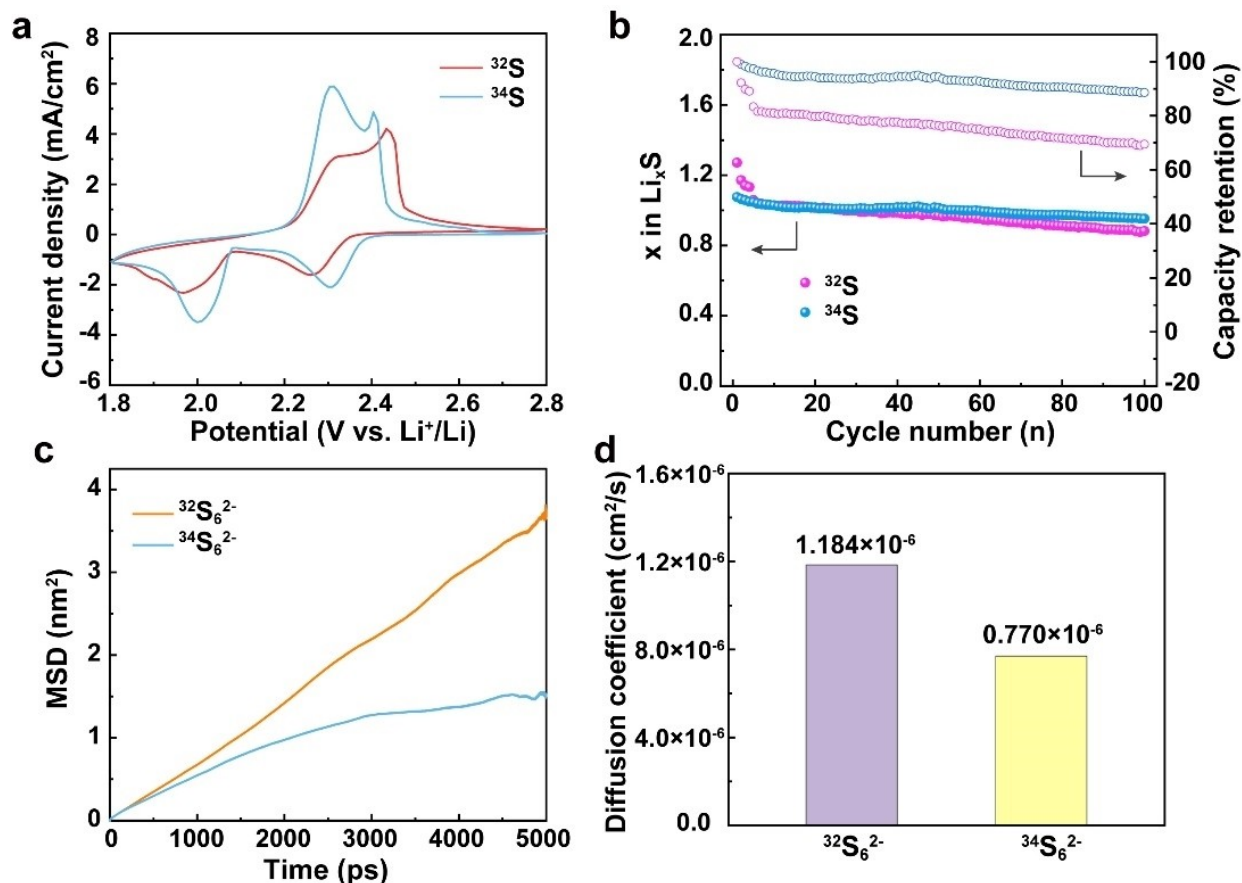 a
8
6
4
2
0
-2
-4
-6
Current density (mA/cm²)
³²S
³⁴S
1.8 2.0 2.2 2.4 2.6 2.8
Potential (V vs. Li⁺/Li)
b
2.0
1.6
1.2
0.8
0.4
0.0
x in LiₓS
³²S
³⁴S
100
80
60
40
20
0
-20
Capacity retention (%)
0 20 40 60 80 100
Cycle number (n)
c
4
3
2
1
0
MSD (nm²)
³²S₆²⁻
³⁴S₆²⁻
0 1000 2000 3000 4000 5000
Time (ps)
d
1.6×10⁻⁶
1.2×10⁻⁶
8.0×10⁻⁶
4.0×10⁻⁶
0.0
Diffusion coefficient (cm²/s)
1.184×10⁻⁶
0.770×10⁻⁶
³²S₆²⁻
³⁴S₆²⁻